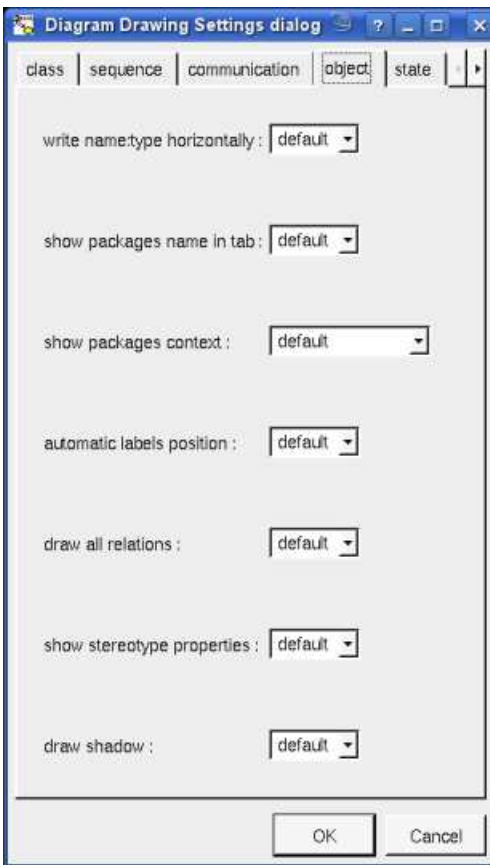 Diagram Drawing Settings dialog ?
class sequence communication object state
write name:type horizontally : default
show packages name in tab : default
show packages context : default
automatic labels position : default
draw all relations : default
show stereotype properties : default
draw shadow : default
OK Cancel